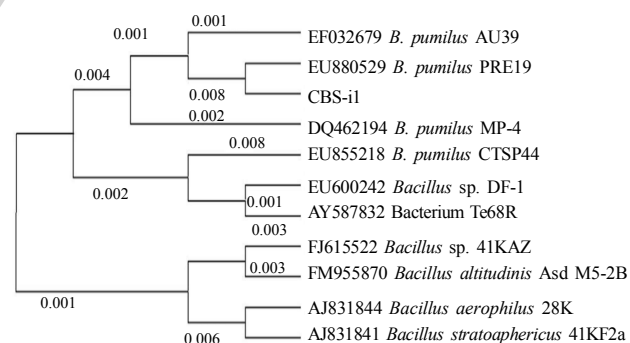 0.001
0.001
EF032679 B. pumilus AU39
0.004
EU880529 B. pumilus PRE19
0.008
CBS-i1
0.002
DQ462194 B. pumilus MP-4
0.008
EU855218 B. pumilus CTSP44
0.002
EU600242 Bacillus sp. DF-1
0.001
AY587832 Bacterium Te68R
0.003
FJ615522 Bacillus sp. 41KAZ
0.003
FM955870 Bacillus altitudinis Asd M5-2B
0.001
AJ831844 Bacillus aerophilus 28K
0.006
AJ831841 Bacillus stratoaphericus 41KF2a